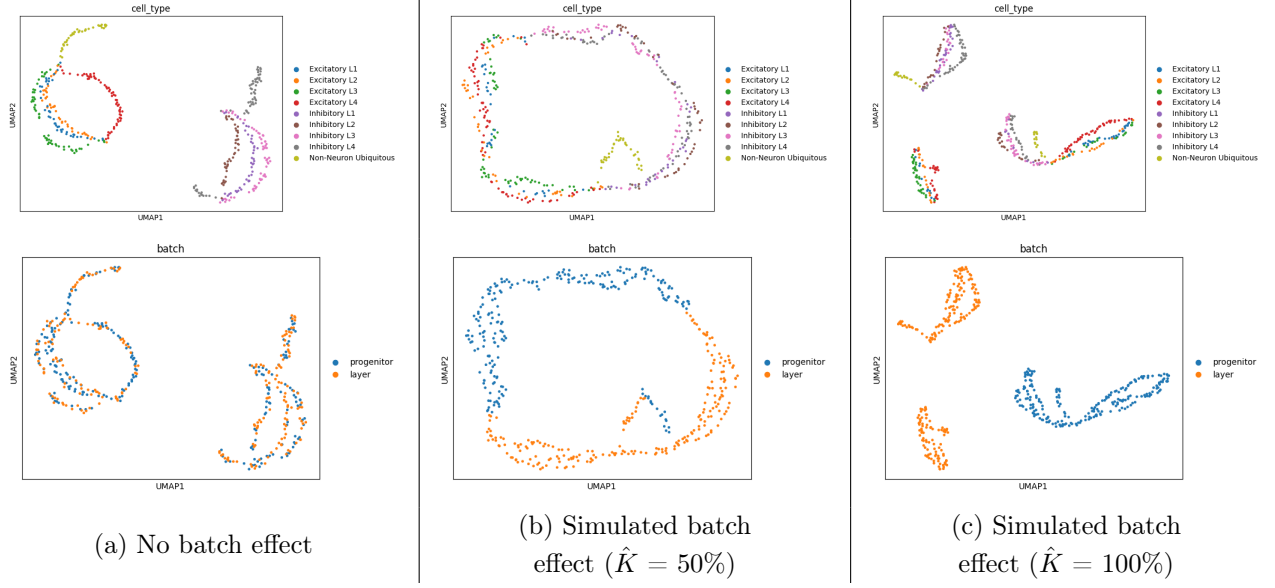 cell_type
UMAP2
UMAP1
Excitatory L1
Excitatory L2
Excitatory L3
Excitatory L4
Inhibitory L1
Inhibitory L2
Inhibitory L3
Inhibitory L4
Non-Neuron Ubiquitous
batch
UMAP2
UMAP1
progenitor
layer
(a) No batch effect
cell_type
UMAP2
UMAP1
Excitatory L1
Excitatory L2
Excitatory L3
Excitatory L4
Inhibitory L1
Inhibitory L2
Inhibitory L3
Inhibitory L4
Non-Neuron Ubiquitous
batch
UMAP2
UMAP1
progenitor
layer
(b) Simulated batch
effect (K̂ = 50%)
cell_type
UMAP2
UMAP1
Excitatory L1
Excitatory L2
Excitatory L3
Excitatory L4
Inhibitory L1
Inhibitory L2
Inhibitory L3
Inhibitory L4
Non-Neuron Ubiquitous
batch
UMAP2
UMAP1
progenitor
layer
(c) Simulated batch
effect (K̂ = 100%)